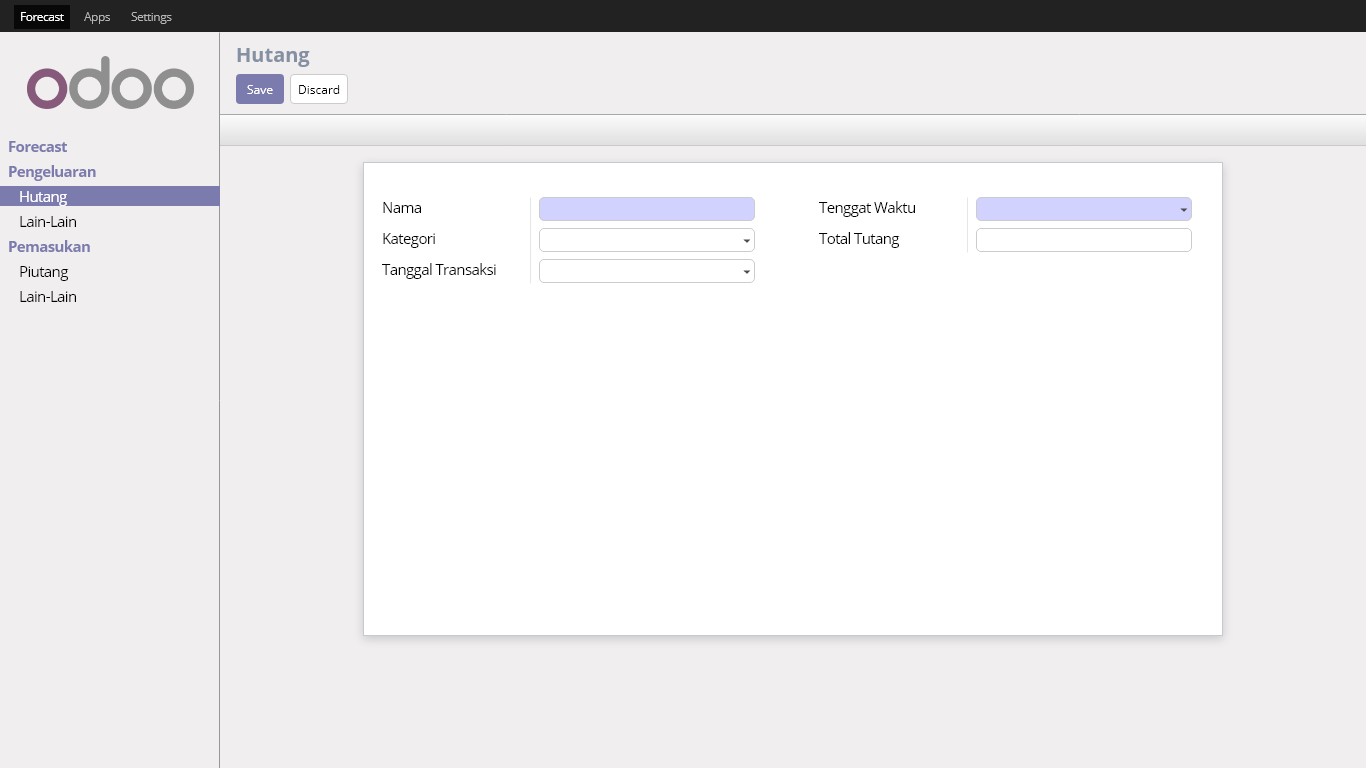 Forecast Apps Settings
odoo
Forecast
Pengeluaran
Hutang
Lain-Lain
Pemasukan
Piutang
Lain-Lain
Hutang
Save Discard
Nama
Kategori
Tanggal Transaksi
Tenggat Waktu
Total Tutang